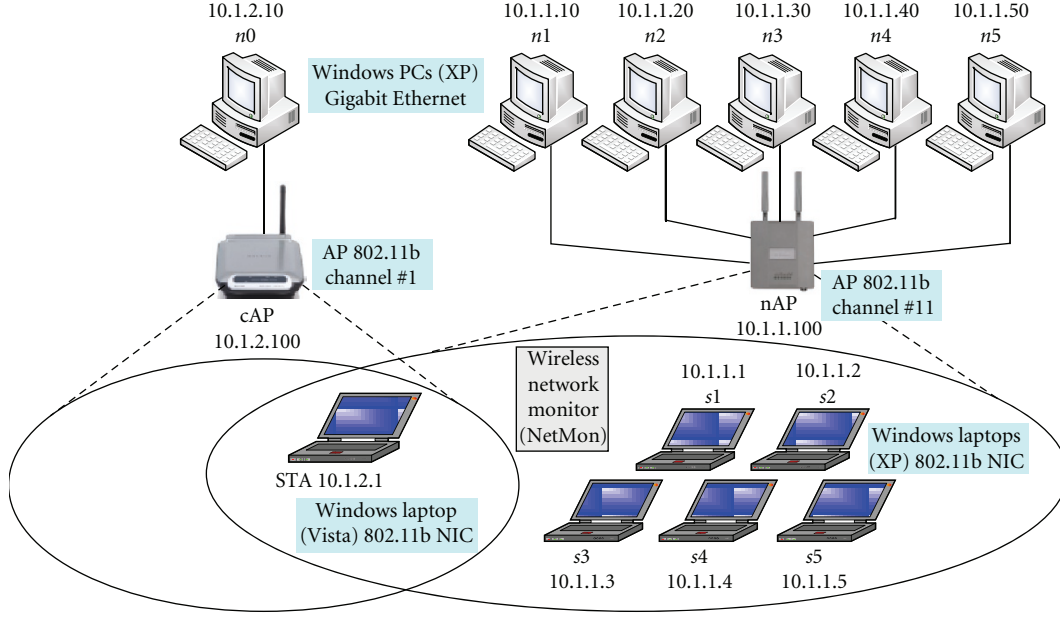 10.1.2.10
n0
10.1.1.10
n1
10.1.1.20
n2
10.1.1.30
n3
10.1.1.40
n4
10.1.1.50
n5
Windows PCs (XP)
Gigabit Ethernet
AP 802.11b
channel #1
cAP
10.1.2.100
AP 802.11b
channel #11
nAP
10.1.1.100
Wireless
network
monitor
(NetMon)
10.1.1.1
s1
10.1.1.2
s2
Windows laptops
(XP) 802.11b NIC
STA 10.1.2.1
Windows laptop
(Vista) 802.11b NIC
s3
10.1.1.3
s4
10.1.1.4
s5
10.1.1.5